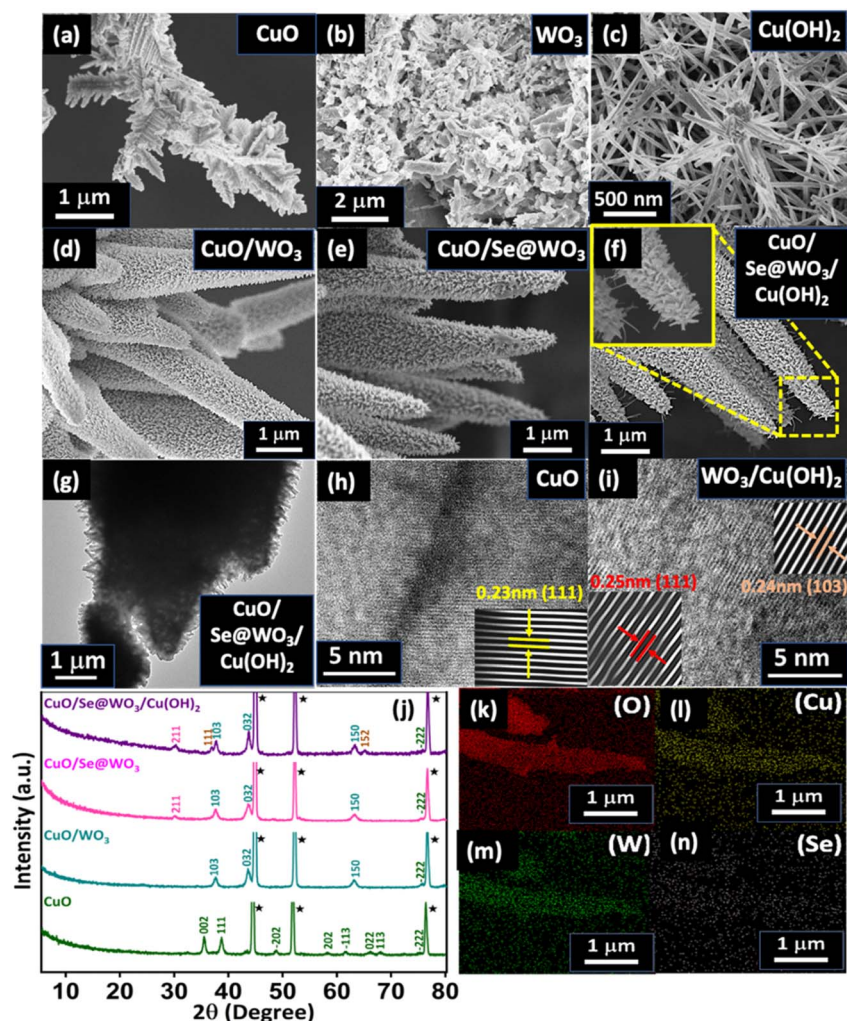 (a)
CuO
1 μm
(b)
WO₃
2 μm
(c)
Cu(OH)₂
500 nm
(d)
CuO/WO₃
1 μm
(e)
CuO/Se@WO₃
1 μm
(f)
CuO/
Se@WO₃/
Cu(OH)₂
1 μm
(g)
CuO/
Se@WO₃/
Cu(OH)₂
1 μm
(h)
CuO
0.23nm (111)
5 nm
(i)
WO₃/Cu(OH)₂
0.25nm (111)
0.24nm (103)
5 nm
(j)
Intensity (a.u.)
CuO/Se@WO₃/Cu(OH)₂
211
111
103
032
★
★
150
152
-222
★
CuO/Se@WO₃
211
103
032
★
★
150
-222
★
CuO/WO₃
103
032
★
★
150
-222
★
CuO
002
111
★
-202
★
202
-113
022
113
-222
★
10 20 30 40 50 60 70 80
2θ (Degree)
(k)
(O)
1 μm
(l)
(Cu)
1 μm
(m)
(W)
1 μm
(n)
(Se)
1 μm